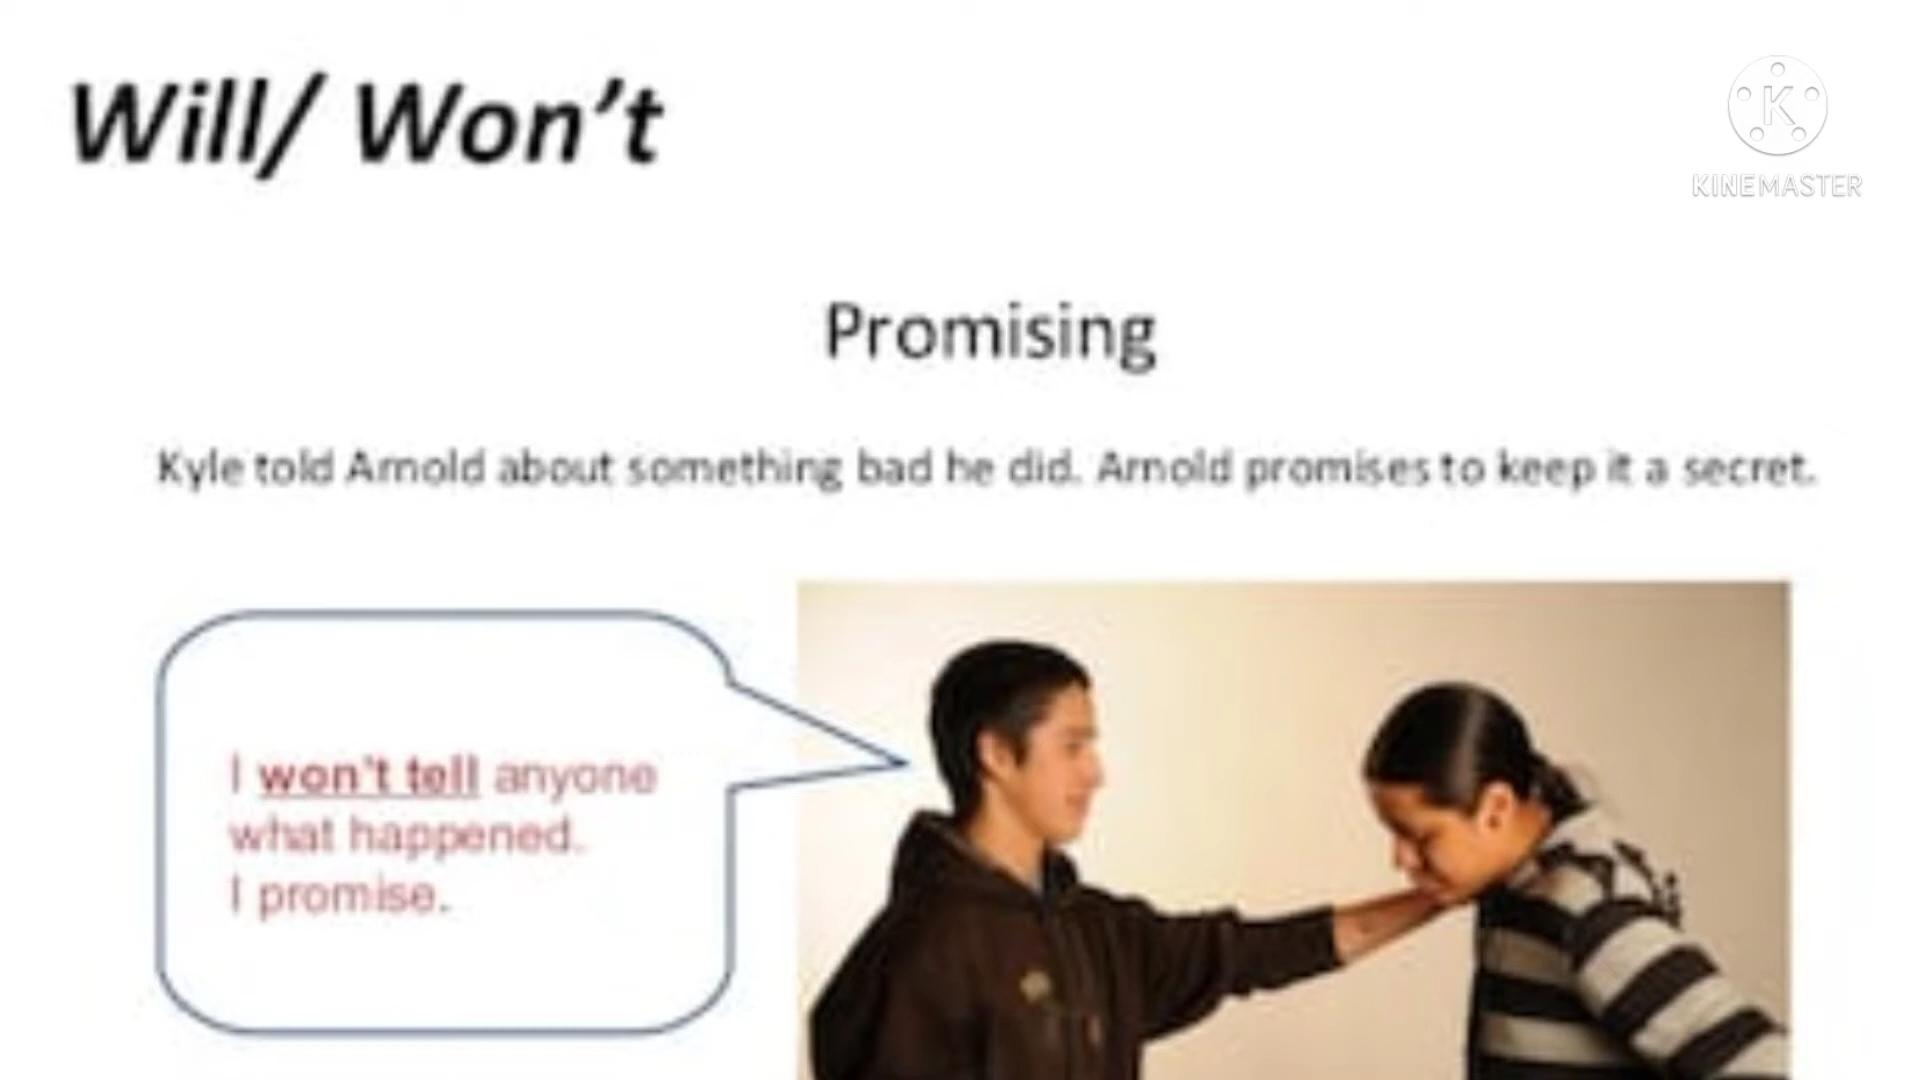 Will/ Won't
KINEMASTER
Promising
Kyle told Arnold about something bad he did. Arnold promises to keep it a secret.
I won't tell anyone
what happened.
I promise.